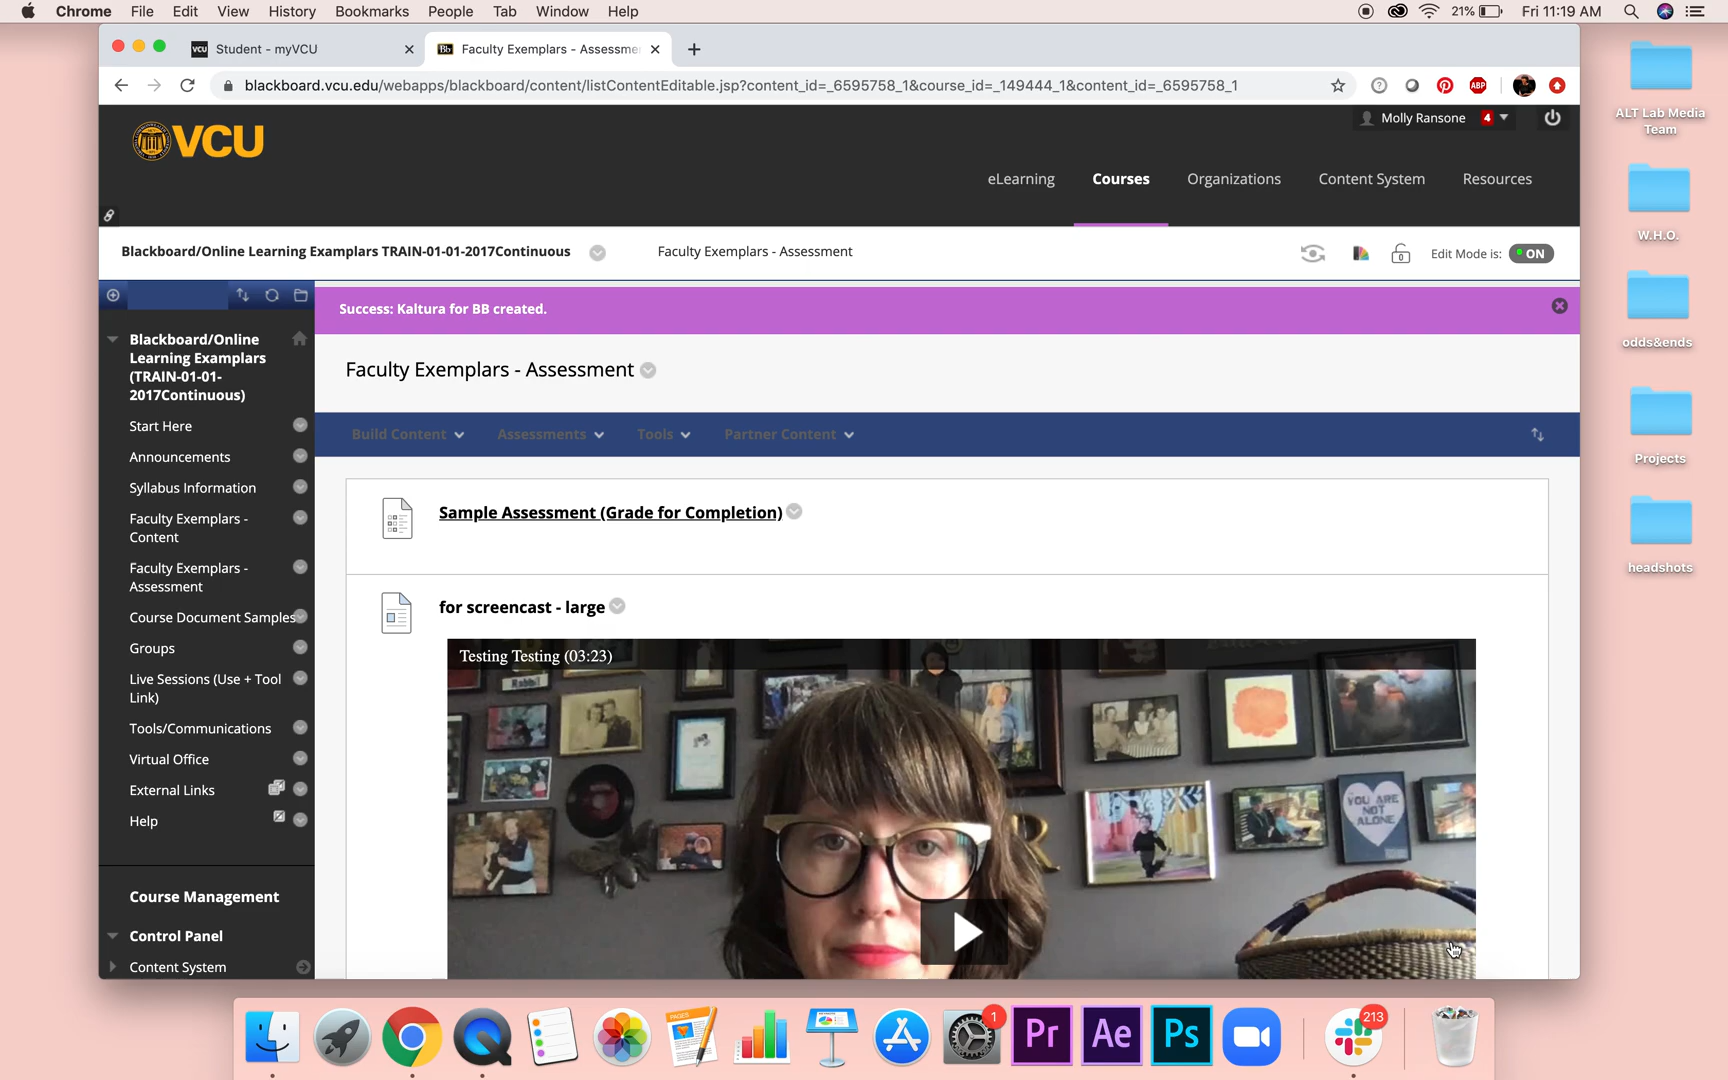 Chrome File Edit View History Bookmarks People Tab Window Help 21% Fri 11:19 AM
VCU Student - myVCU
Bb Faculty Exemplars - Assessme
blackboard.vcu.edu/webapps/blackboard/content/listContentEditable.jsp?content_id=_6595758_1&course_id=_149444_1&content_id=_6595758_1
ABP
VCU
Molly Ransone 4
eLearning Courses Organizations Content System Resources
Blackboard/Online Learning Examplars TRAIN-01-01-2017Continuous
Faculty Exemplars - Assessment
Edit Mode is: ON
Success: Kaltura for BB created.
Faculty Exemplars - Assessment
Build Content Assessments Tools Partner Content
Blackboard/Online
Learning Examplars
(TRAIN-01-01-
2017Continuous)
Start Here
Announcements
Syllabus Information
Faculty Exemplars -
Content
Faculty Exemplars -
Assessment
Course Document Samples
Groups
Live Sessions (Use + Tool
Link)
Tools/Communications
Virtual Office
External Links
Help
Course Management
Control Panel
Content System
Sample Assessment (Grade for Completion)
for screencast - large
Testing Testing (03:23)
Rabbit
YOU ARE
NOT
ALONE
ALT Lab Media
Team
W.H.O.
odds&ends
Projects
headshots
PAGES
1
Pr
Ae
Ps
213